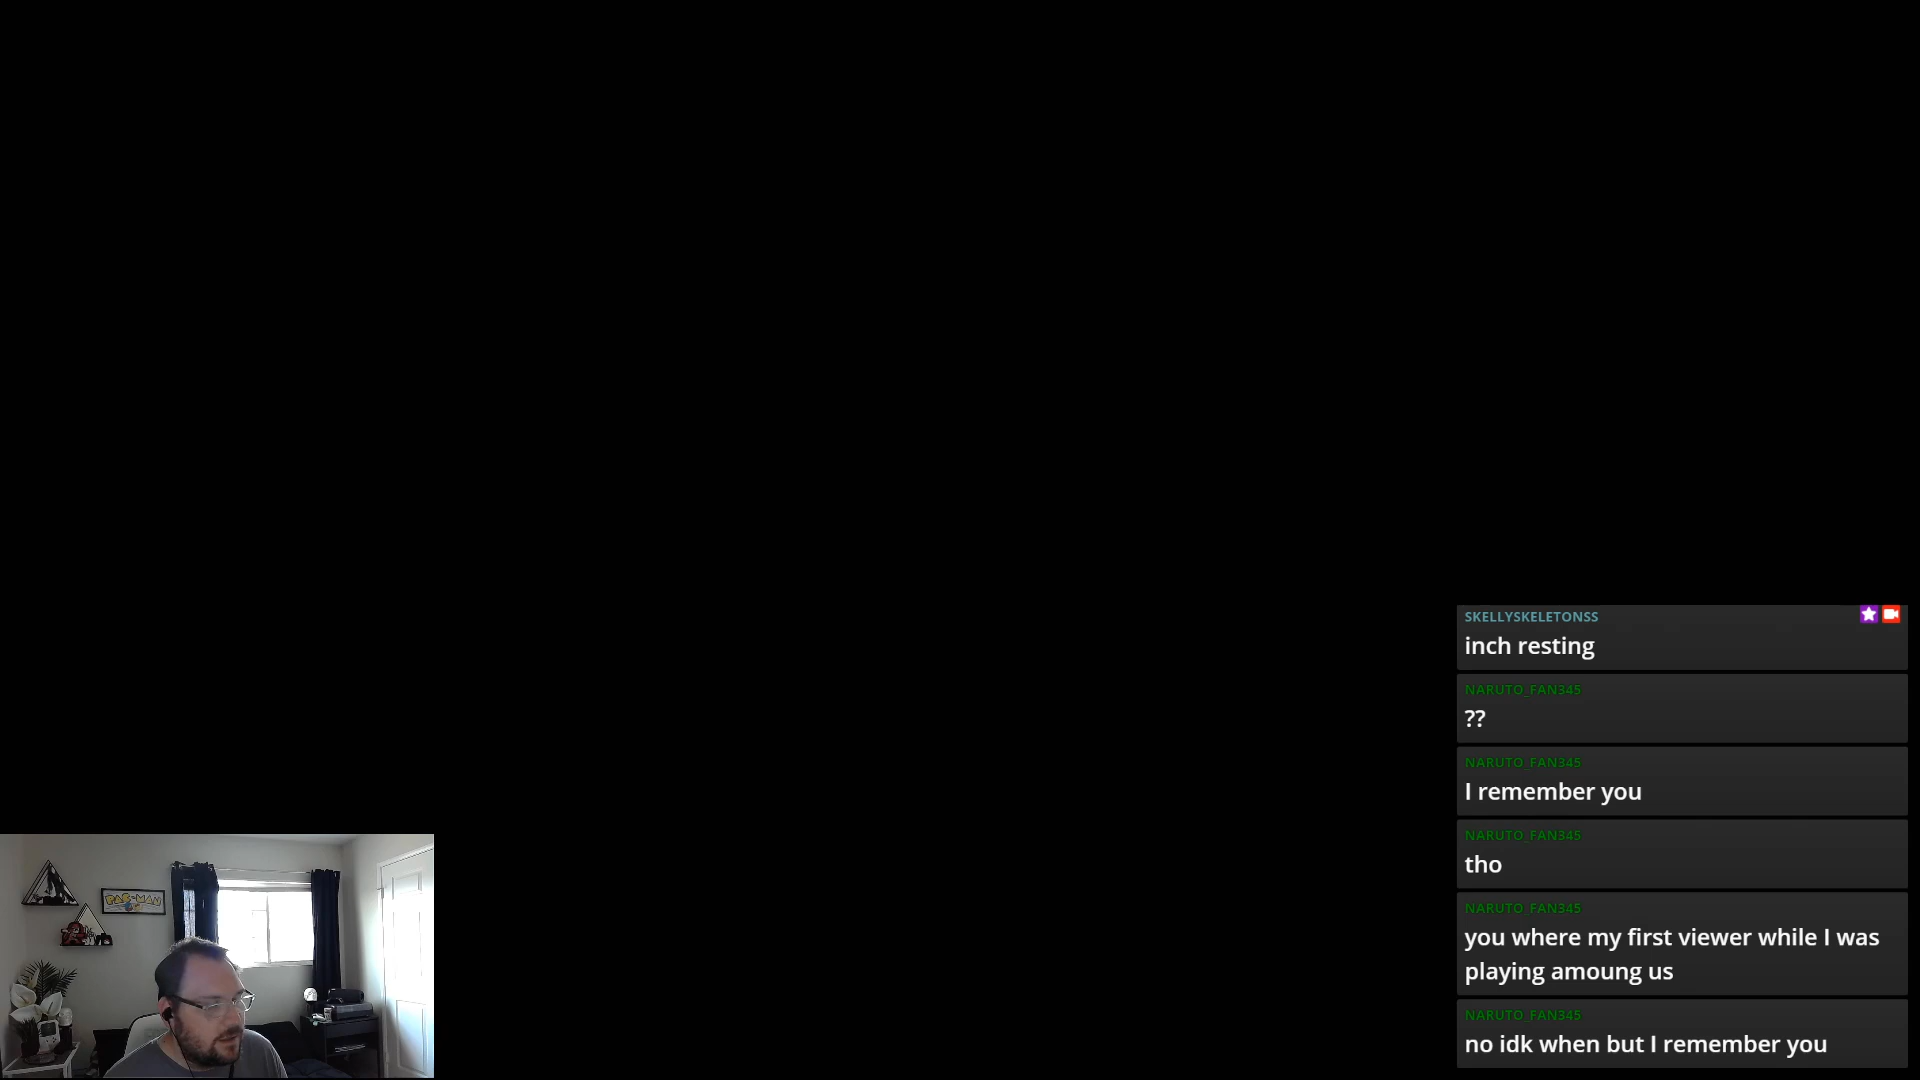 SKELLYSKELETONSS
inch resting
NARUTO_FAN345
??
NARUTO_FAN345
I remember you
NARUTO_FAN345
tho
NARUTO_FAN345
you where my first viewer while I was
playing amoung us
NARUTO_FAN345
no idk when but I remember you
PAC-MAN